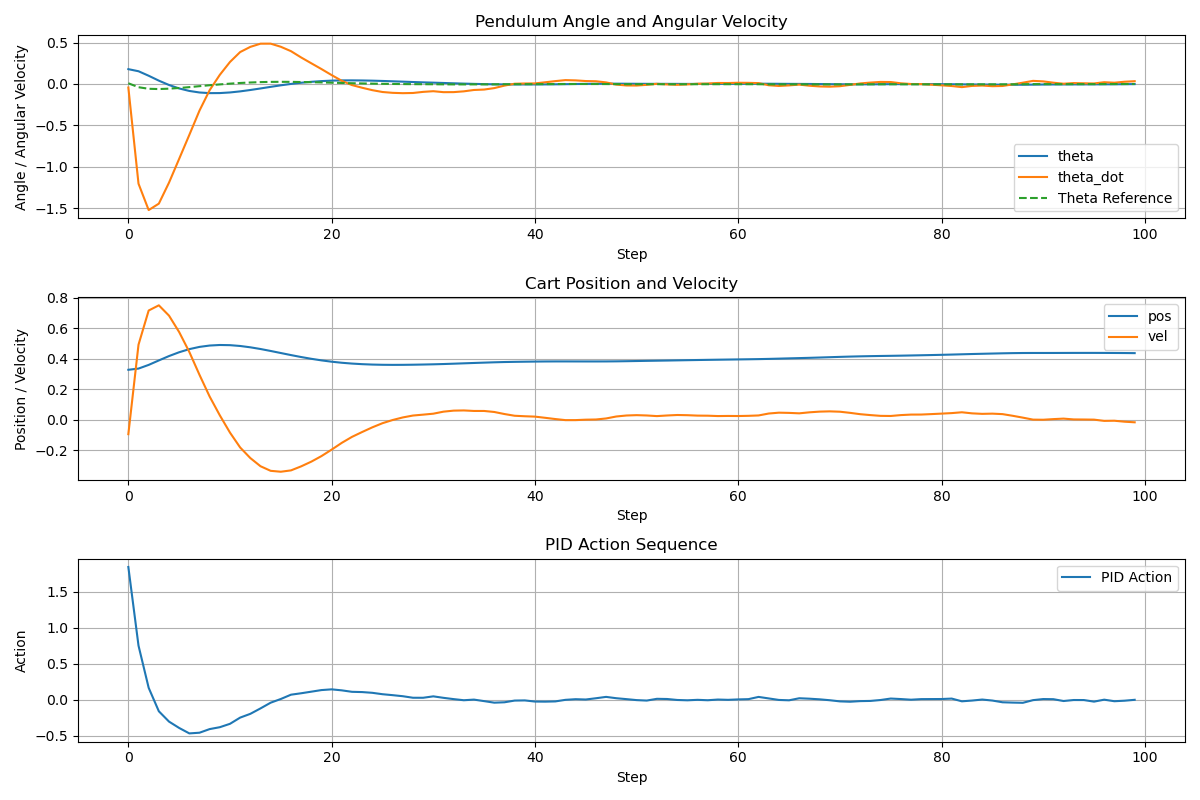 Pendulum Angle and Angular Velocity
Angle / Angular Velocity
0.5
0.0
−0.5
−1.0
−1.5
theta
theta_dot
Theta Reference
0 20 40 60 80 100
Step
Cart Position and Velocity
Position / Velocity
0.8
0.6
0.4
0.2
0.0
−0.2
pos
vel
0 20 40 60 80 100
Step
PID Action Sequence
Action
1.5
1.0
0.5
0.0
−0.5
PID Action
0 20 40 60 80 100
Step